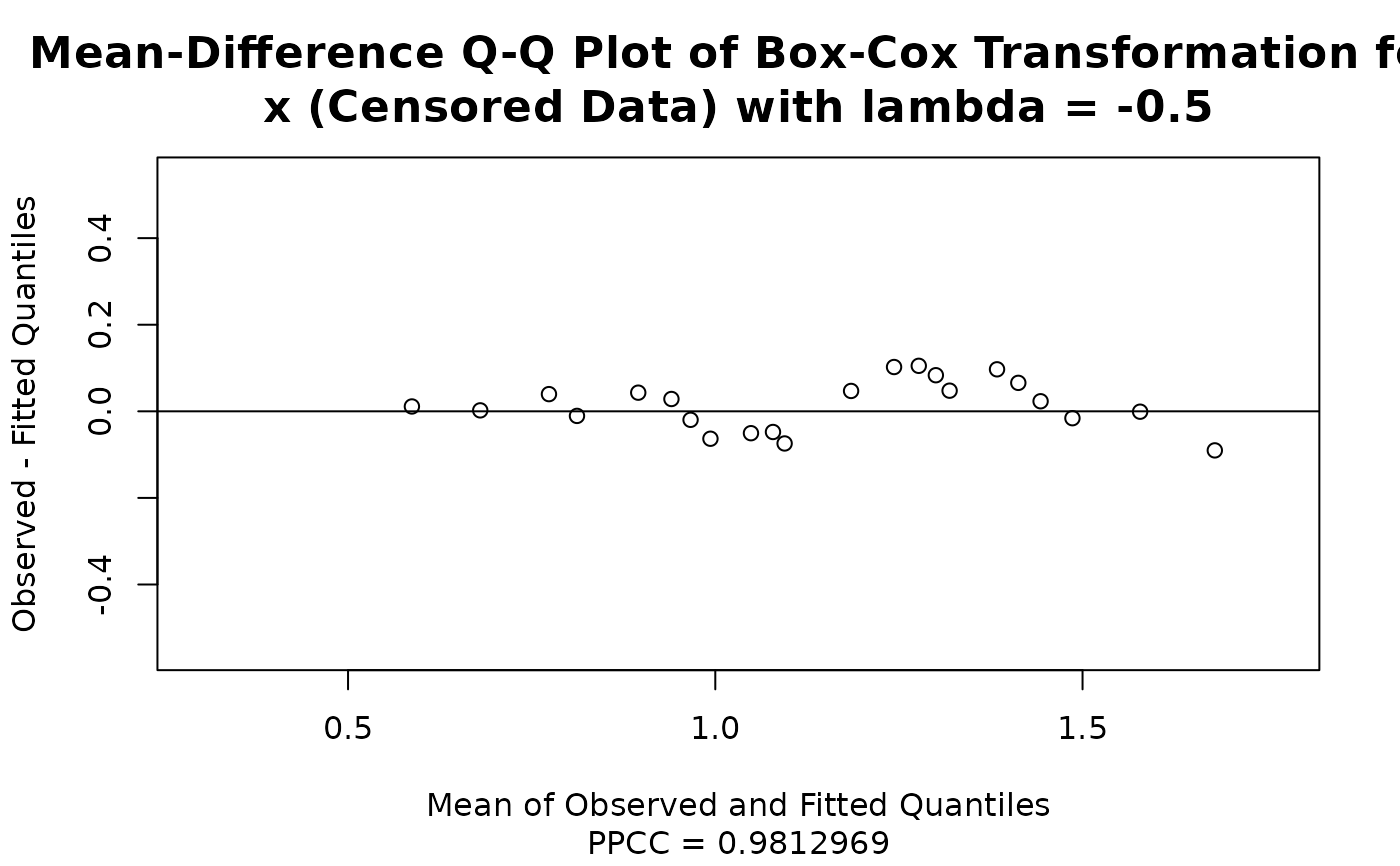 Mean-Difference Q-Q Plot of Box-Cox Transformation
x (Censored Data) with lambda = -0.5
Observed - Fitted Quantiles
0.4
0.2
0.0
-0.4
0.5 1.0 1.5
Mean of Observed and Fitted Quantiles
PPCC = 0.9812969